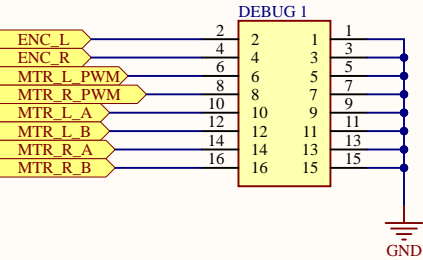 DEBUG 1
ENC_L 2 2 1 1
ENC_R 4 4 3 3
MTR_L_PWM 6 6 5 5
MTR_R_PWM 8 8 7 7
MTR_L_A 10 10 9 9
MTR_L_B 12 12 11 11
MTR_R_A 14 14 13 13
MTR_R_B 16 16 15 15
GND